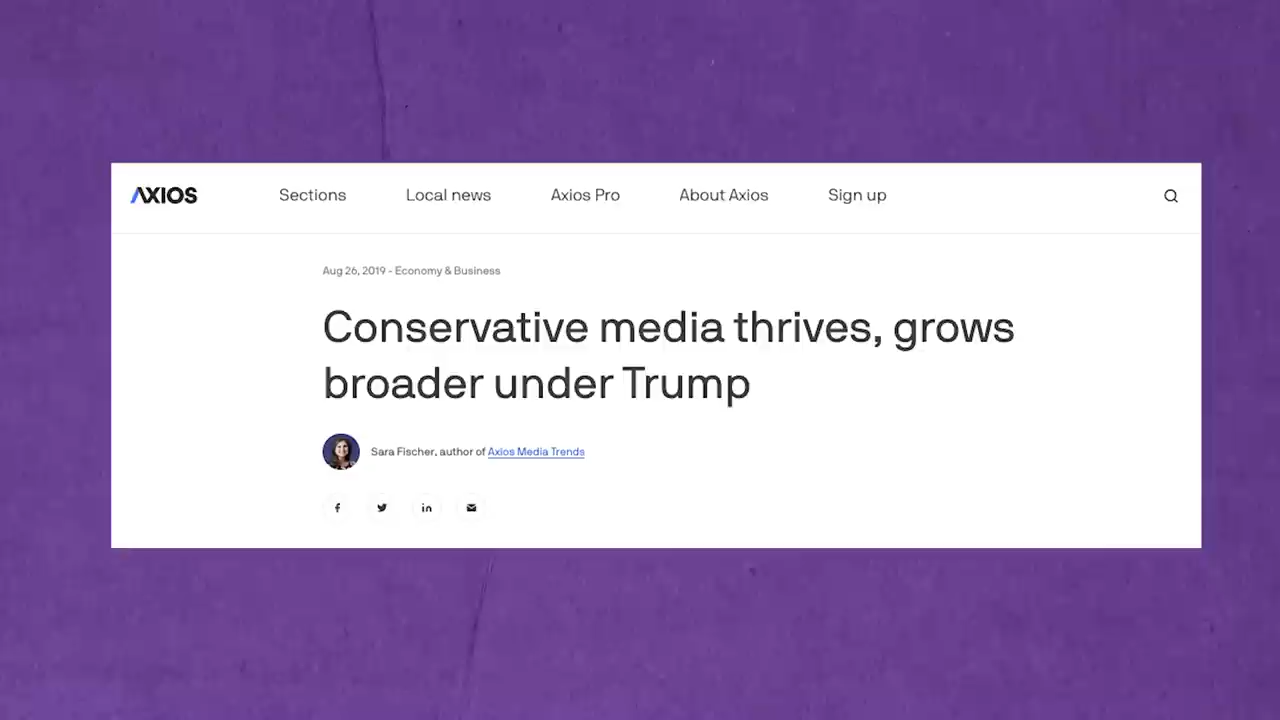 AXIOS Sections Local news Axios Pro About Axios Sign up
Aug 26, 2019 - Economy & Business
Conservative media thrives, grows
broader under Trump
Sara Fischer, author of Axios Media Trends